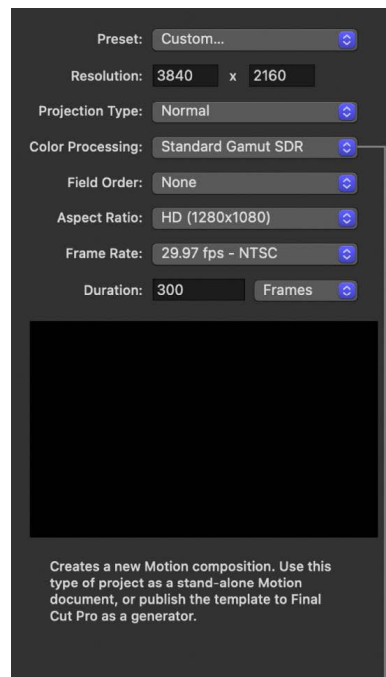 Preset: Custom...
Resolution: 3840 x 2160
Projection Type: Normal
Color Processing: Standard Gamut SDR
Field Order: None
Aspect Ratio: HD (1280x1080)
Frame Rate: 29.97 fps - NTSC
Duration: 300 Frames
Creates a new Motion composition. Use this
type of project as a stand-alone Motion
document, or publish the template to Final
Cut Pro as a generator.